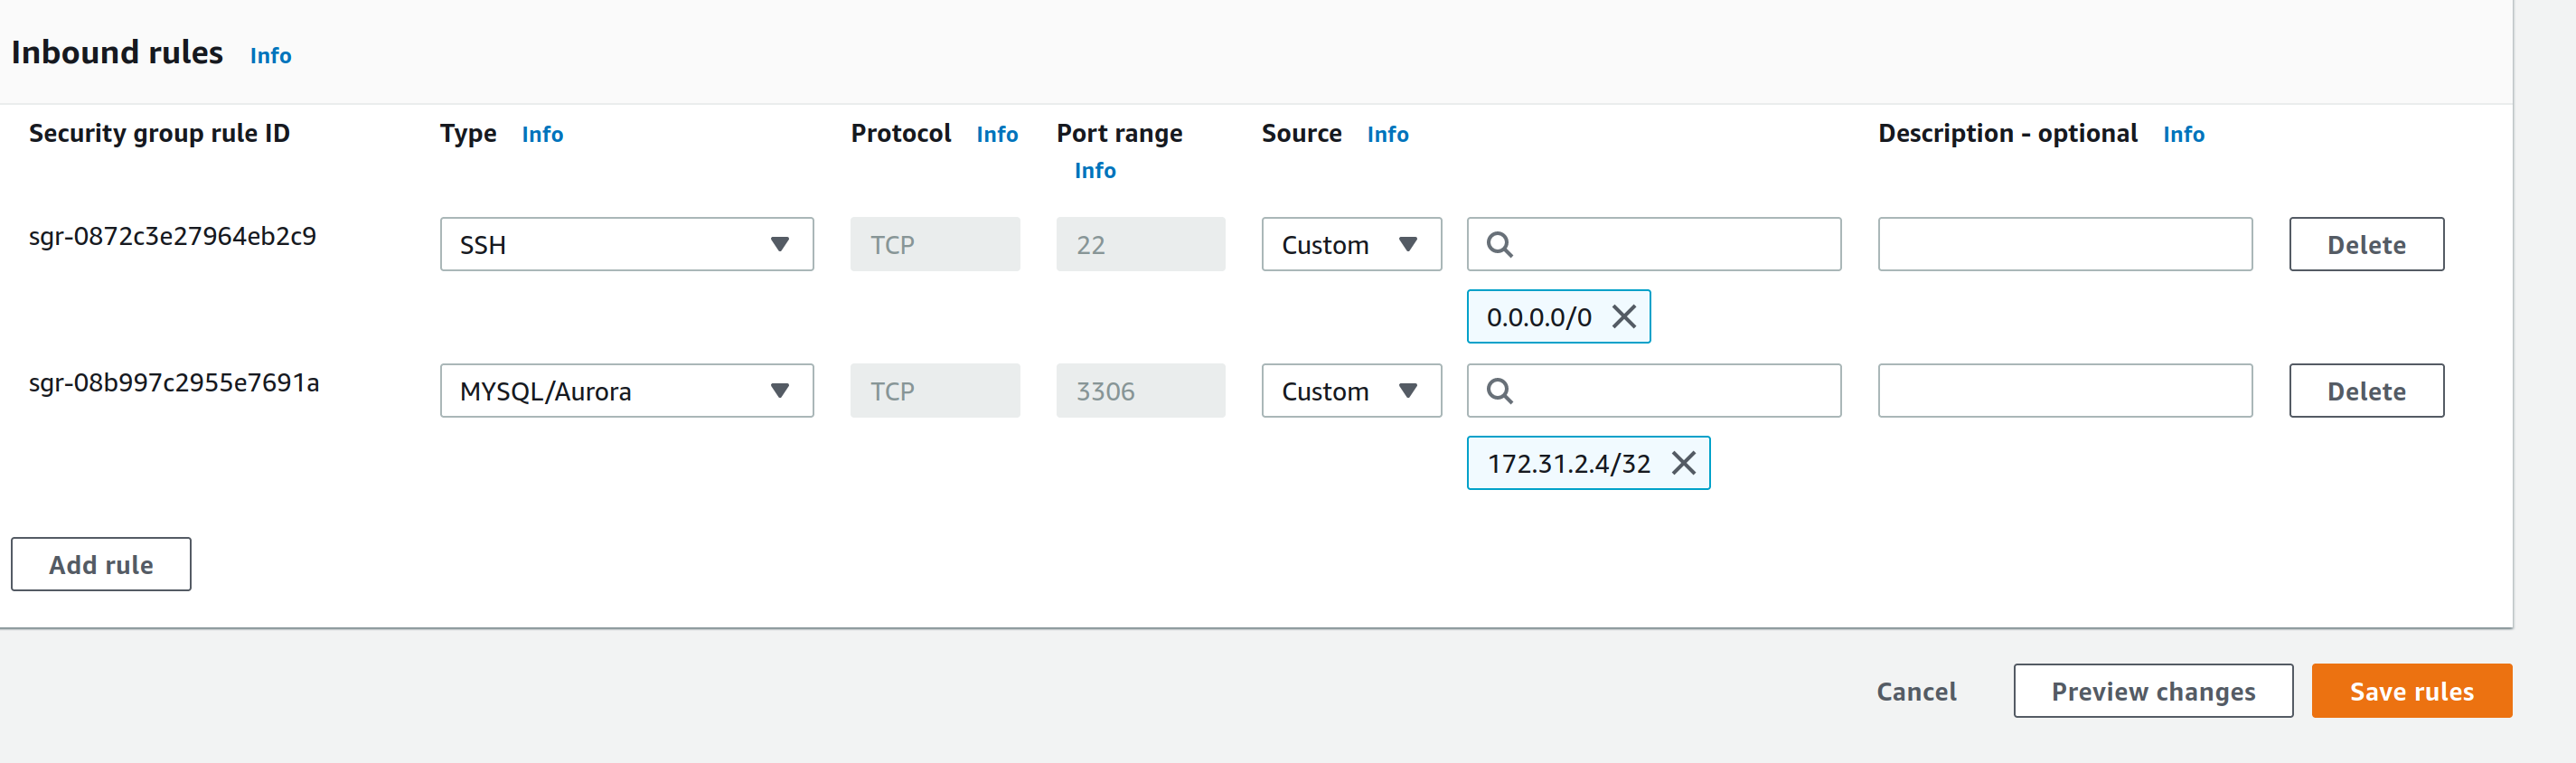 Inbound rules Info
Security group rule ID Type Info Protocol Info Port range Info Source Info Description - optional Info
sgr-0872c3e27964eb2c9 SSH TCP 22 Custom Delete
0.0.0.0/0
sgr-08b997c2955e7691a MYSQL/Aurora TCP 3306 Custom Delete
172.31.2.4/32
Add rule
Cancel Preview changes Save rules